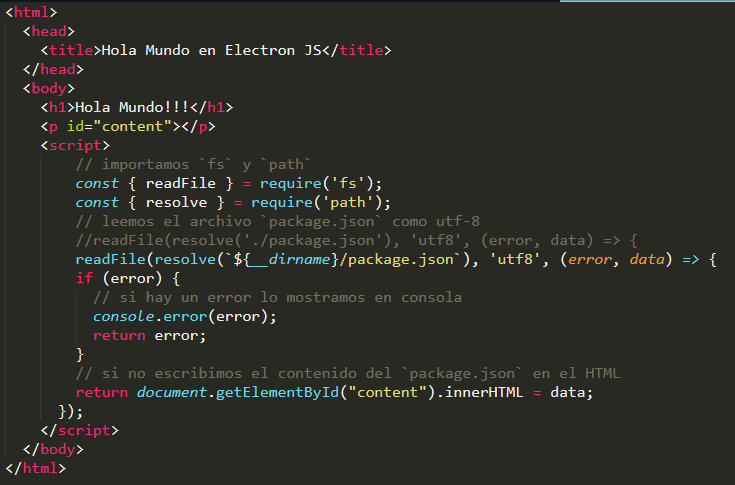 <html>
<head>
<title>Hola Mundo en Electron JS</title>
</head>
<body>
<h1>Hola Mundo!!!</h1>
<p id="content"></p>
<script>
// importamos `fs` y `path`
const { readFile } = require('fs');
const { resolve } = require('path');
// leemos el archivo `package.json` como utf-8
//readFile(resolve('./package.json'), 'utf8', (error, data) => {
readFile(resolve(`${__dirname}/package.json`), 'utf8', (error, data) => {
if (error) {
// si hay un error lo mostramos en consola
console.error(error);
return error;
}
// si no escribimos el contenido del `package.json` en el HTML
return document.getElementById("content").innerHTML = data;
});
</script>
</body>
</html>